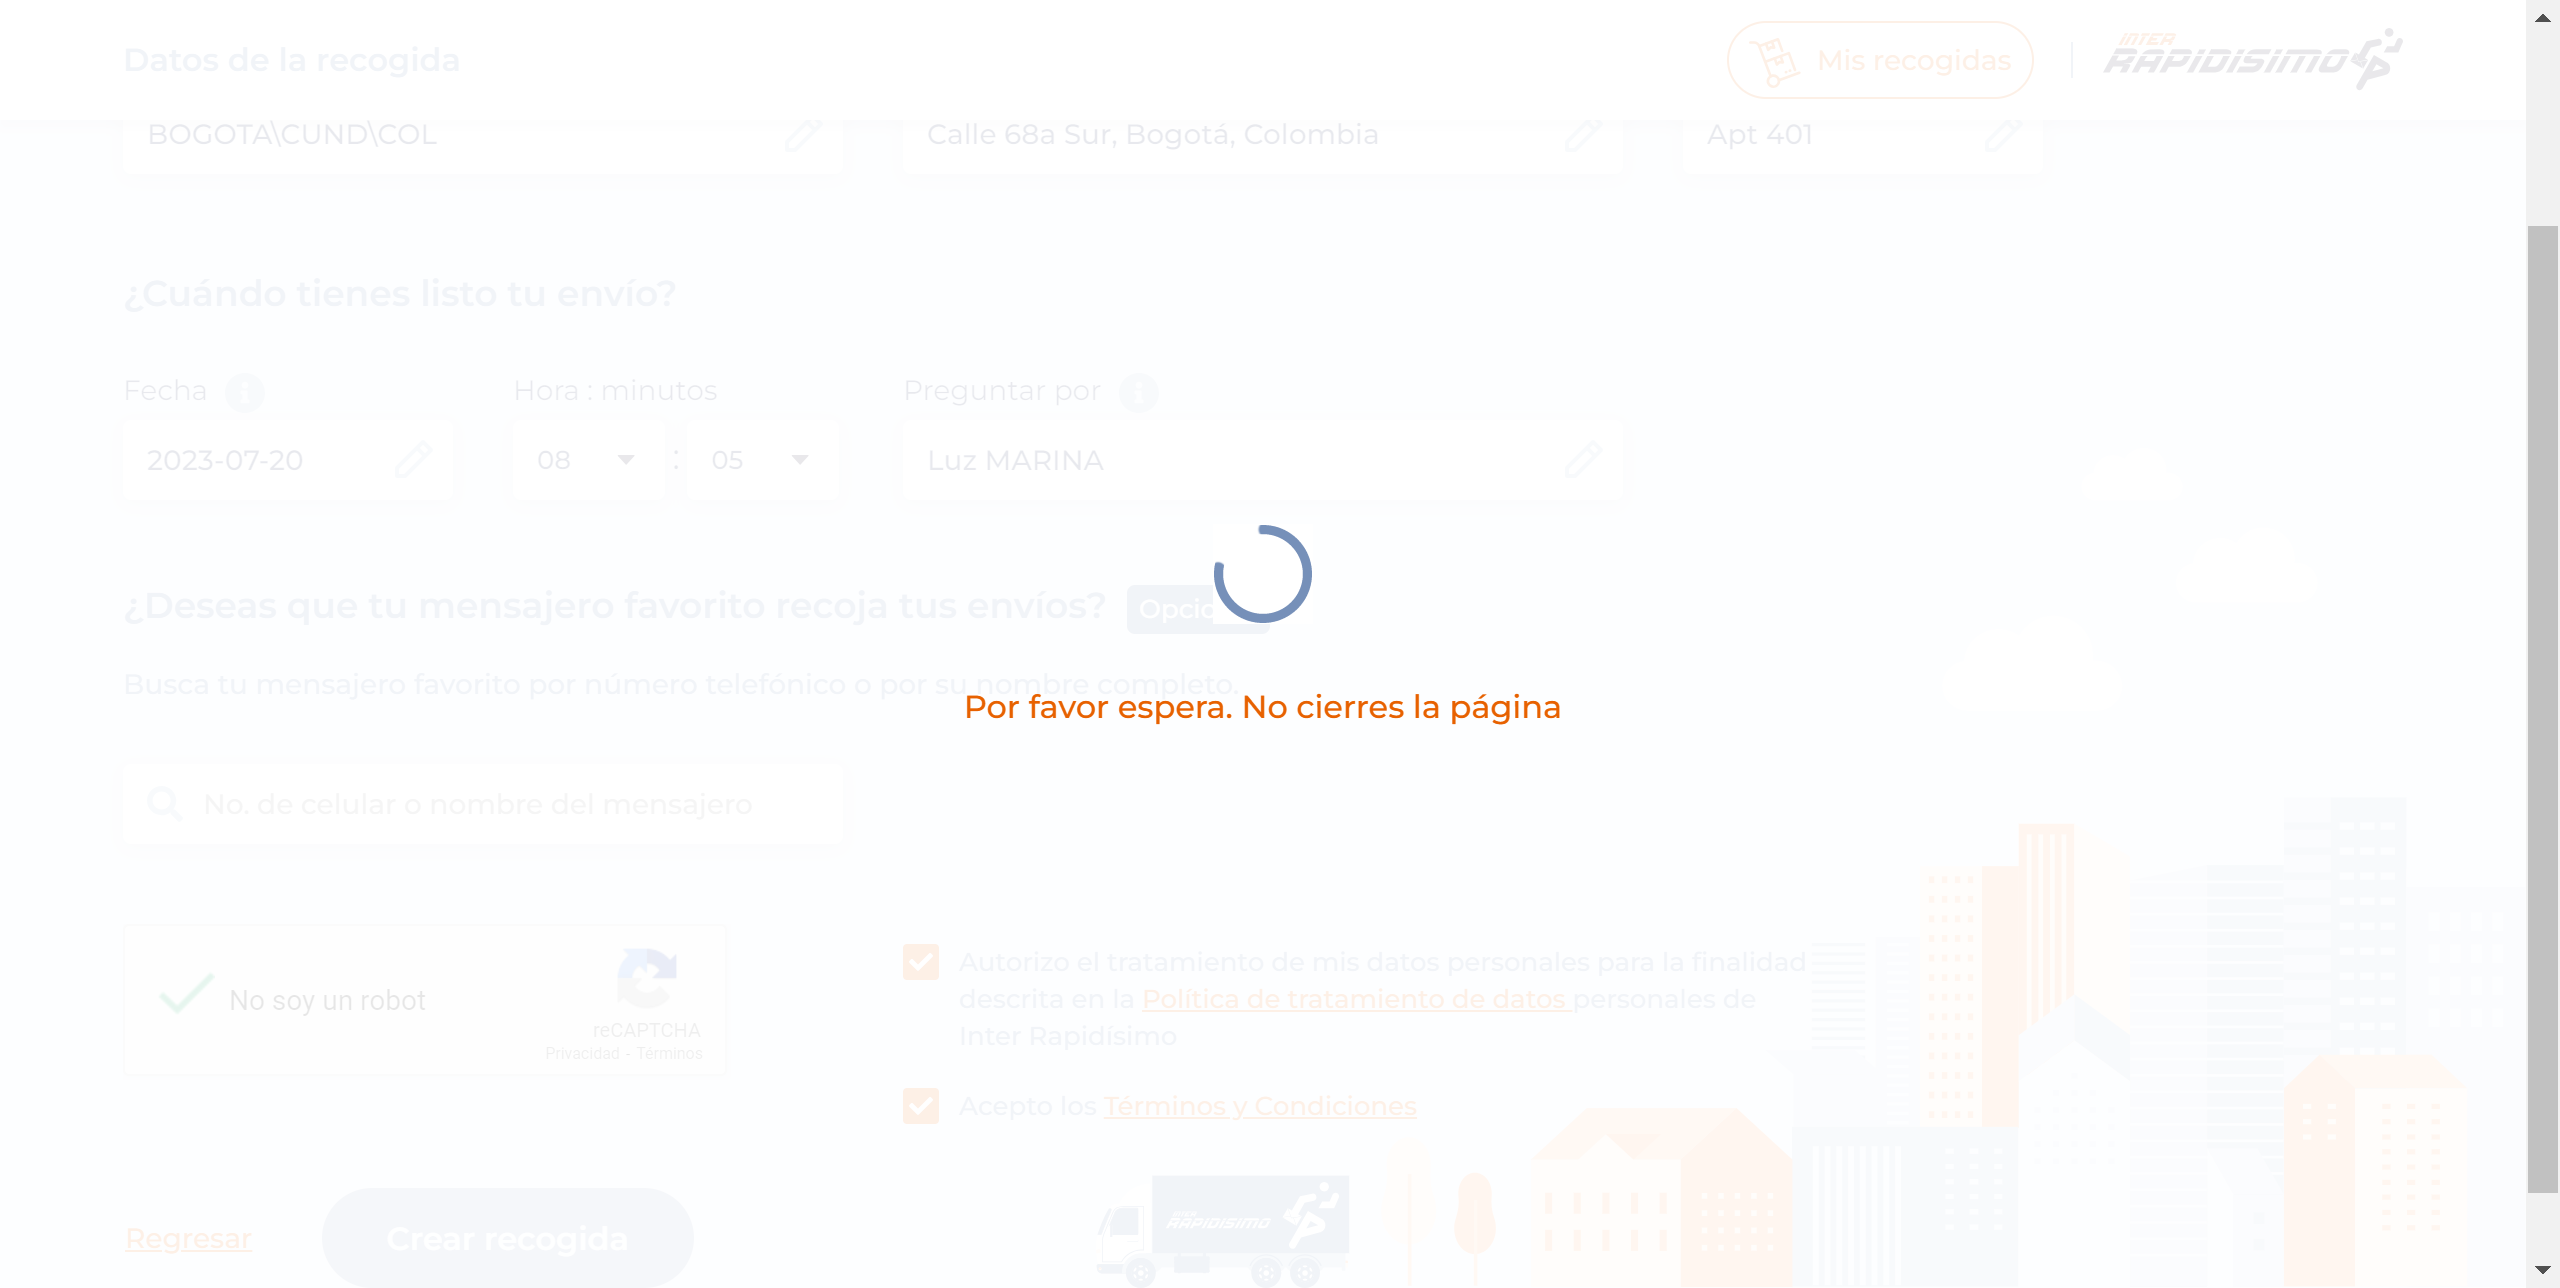 Datos de la recogida
Mis recogidas
INTER
RAPIDISIMO
BOGOTA\CUND\COL
Calle 68a Sur, Bogotá, Colombia
Apt 401
¿Cuándo tienes listo tu envío?
Fecha
Hora : minutos
Preguntar por
2023-07-20
08 : 05
Luz MARINA
¿Deseas que tu mensajero favorito recoja tus envíos?
Busca tu mensajero favorito por número telefónico o por su nombre completo.
Por favor espera. No cierres la página
No. de celular o nombre del mensajero
No soy un robot
reCAPTCHA
Privacidad - Términos
Autorizo el tratamiento de mis datos personales para la finalidad
descrita en la Política de tratamiento de datos personales de
Inter Rapidísimo
Acepto los Términos y Condiciones
Regresar
Crear recogida
INTER
RAPIDISIMO